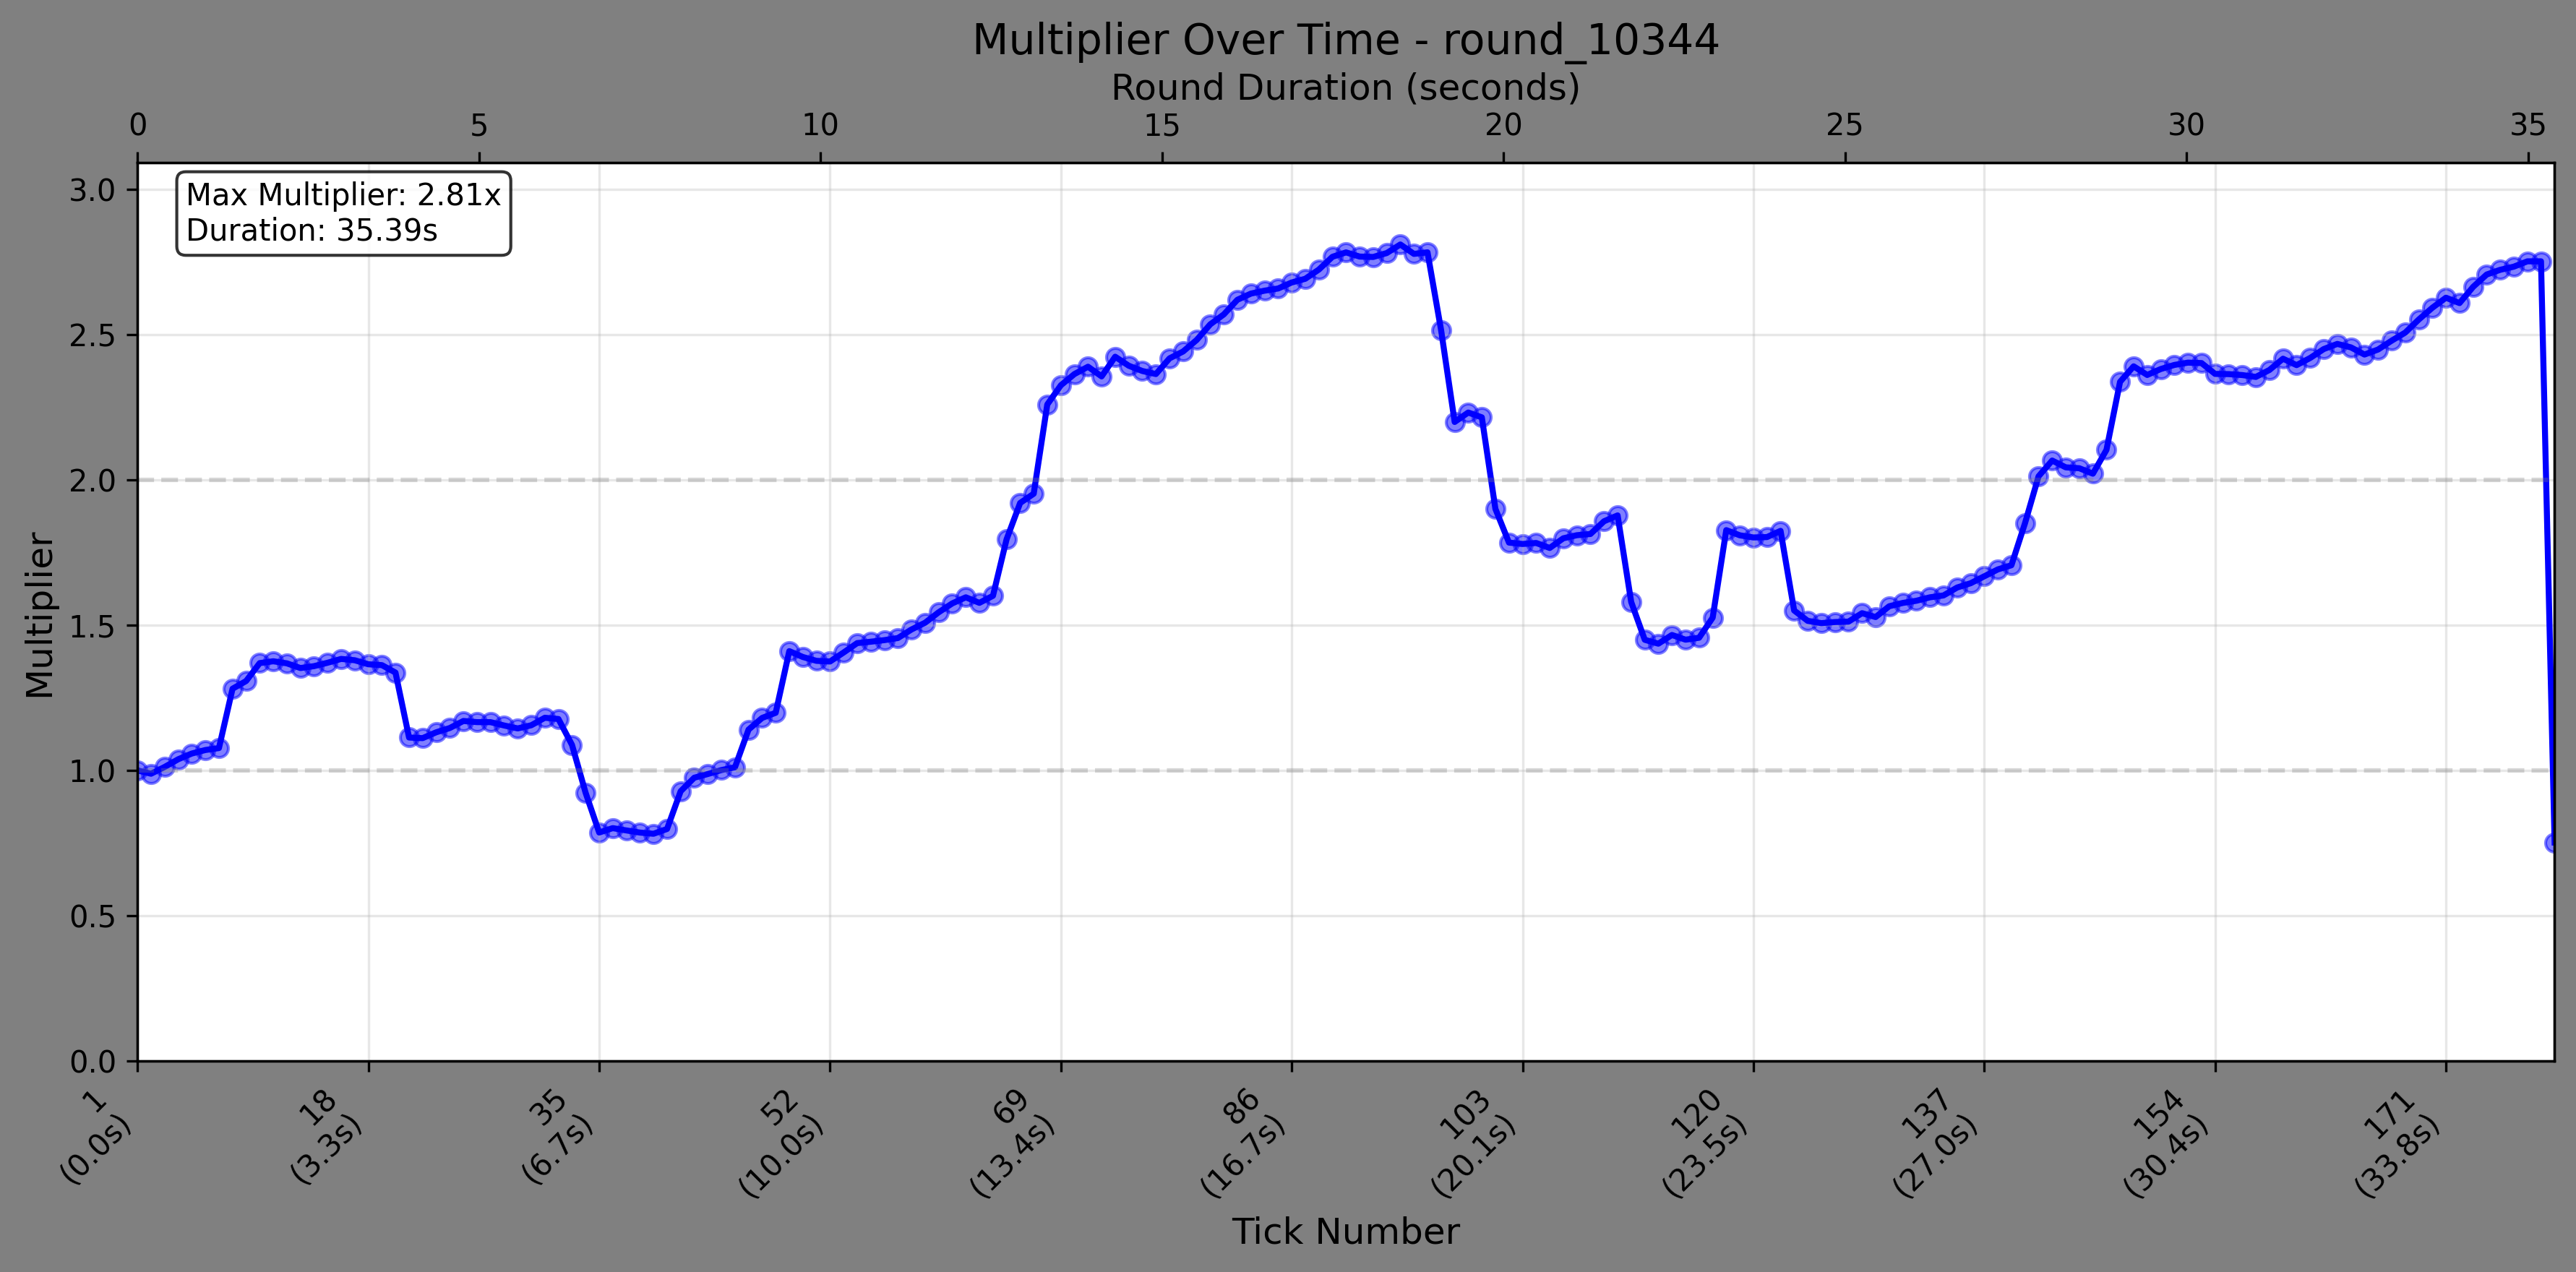 Multiplier Over Time - round_10344
Round Duration (seconds)
0 5 10 15 20 25 30 35
Max Multiplier: 2.81x
Duration: 35.39s
Multiplier
3.0
2.5
2.0
1.5
1.0
0.5
0.0
1 18 35 52 69 86 103 120 137 154 171
(0.0s) (3.3s) (6.7s) (10.0s) (13.4s) (16.7s) (20.1s) (23.5s) (27.0s) (30.4s) (33.8s)
Tick Number